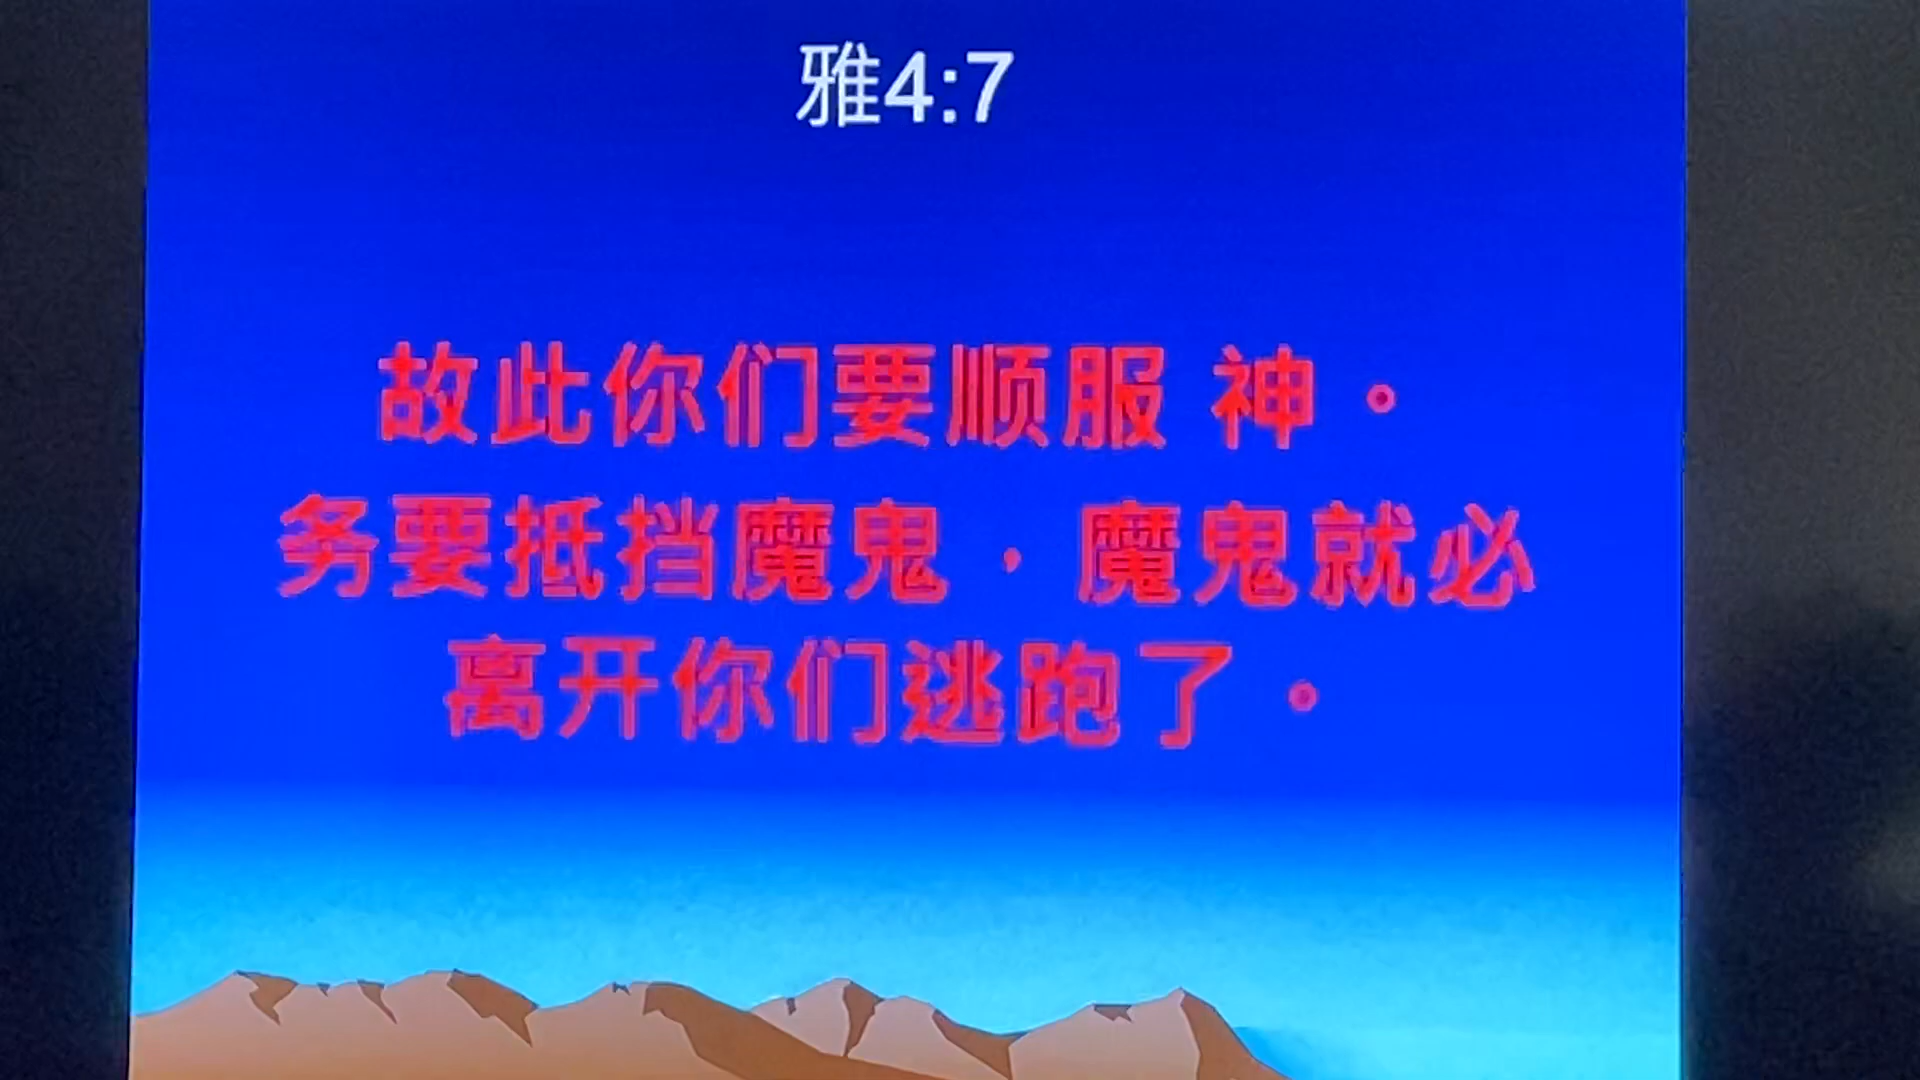 雅4:7
故此你们要顺服 神。
务要抵挡魔鬼，魔鬼就必
离开你们逃跑了。